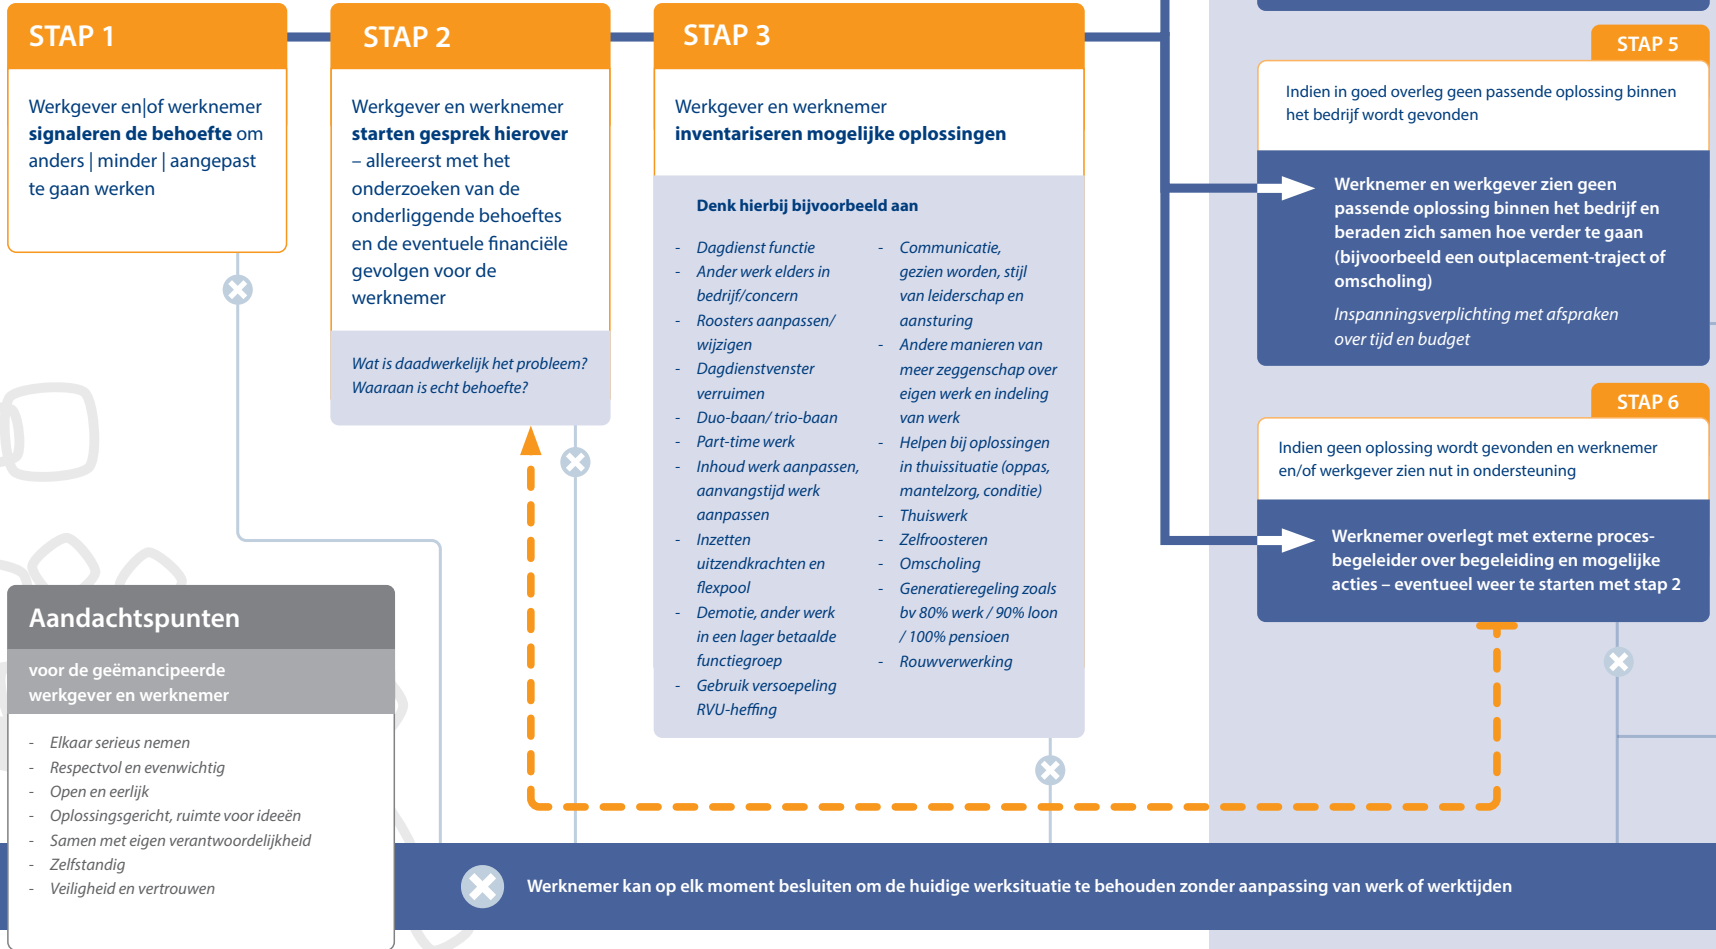 STAP 1
Werkgever en|of werknemer
signaleren de behoefte om
anders | minder | aangepast
te gaan werken
STAP 2
Werkgever en werknemer
starten gesprek hierover
– allereerst met het
onderzoeken van de
onderliggende behoeftes
en de eventuele financiële
gevolgen voor de
werknemer
Wat is daadwerkelijk het probleem?
Waaraan is echt behoefte?
STAP 3
Werkgever en werknemer
inventariseren mogelijke oplossingen
Denk hierbij bijvoorbeeld aan
- Dagdienst functie
- Ander werk elders in
bedrijf/concern
- Roosters aanpassen/
wijzigen
- Dagdienstvenster
verruimen
- Duo-baan/ trio-baan
- Part-time werk
- Inhoud werk aanpassen,
aanvangstijd werk
aanpassen
- Inzetten
uitzendkrachten en
flexpool
- Demotie, ander werk
in een lager betaalde
functiegroep
- Gebruik versoepeling
RVU-heffing
- Communicatie,
gezien worden, stijl
van leiderschap en
aansturing
- Andere manieren van
meer zeggenschap over
eigen werk en indeling
van werk
- Helpen bij oplossingen
in thuissituatie (oppas,
mantelzorg, conditie)
- Thuiswerk
- Zelfroosteren
- Omscholing
- Generatieregeling zoals
bv 80% werk / 90% loon
/ 100% pensioen
- Rouwverwerking
STAP 5
Indien in goed overleg geen passende oplossing binnen
het bedrijf wordt gevonden
Werknemer en werkgever zien geen
passende oplossing binnen het bedrijf en
beraden zich samen hoe verder te gaan
(bijvoorbeeld een outplacement-traject of
omscholing)
Inspanningsverplichting met afspraken
over tijd en budget
STAP 6
Indien geen oplossing wordt gevonden en werknemer
en/of werkgever zien nut in ondersteuning
Werknemer overlegt met externe proces-
begeleider over begeleiding en mogelijke
acties – eventueel weer te starten met stap 2
Aandachtspunten
voor de geëmancipeerde
werkgever en werknemer
- Elkaar serieus nemen
- Respectvol en evenwichtig
- Open en eerlijk
- Oplossingsgericht, ruimte voor ideeën
- Samen met eigen verantwoordelijkheid
- Zelfstandig
- Veiligheid en vertrouwen
Werknemer kan op elk moment besluiten om de huidige werksituatie te behouden zonder aanpassing van werk of werktijden